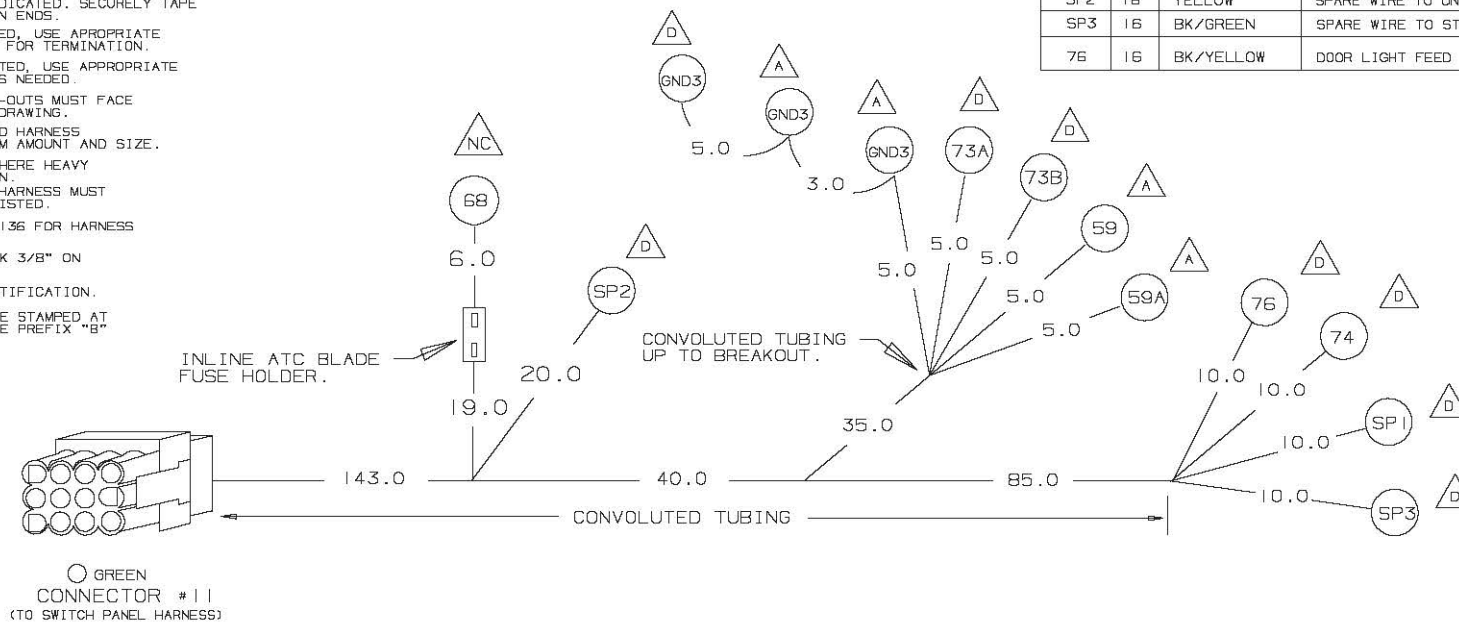 DICATED. SECURELY TAPE
N ENDS.
ED, USE APROPRIATE
FOR TERMINATION.
TED, USE APPROPRIATE
S NEEDED.
-OUTS MUST FACE
DRAWING.
D HARNESS
M AMOUNT AND SIZE.
HERE HEAVY
N.
HARNESS MUST
ISTED.
136 FOR HARNESS
K 3/8" ON
TIFICATION.
E STAMPED AT
E PREFIX "B"
SP2 16 YELLOW SPARE WIRE TO
SP3 16 BK/GREEN SPARE WIRE TO
76 16 BK/YELLOW DOOR LIGHT FEED
D
GND3
A
GND3
A
GND3
D
73A
D
73B
A
59
A
59A
5.0
3.0
5.0
5.0
5.0
5.0
5.0
NC
68
6.0
D
SP2
20.0
19.0
INLINE ATC BLADE
FUSE HOLDER.
CONVOLUTED TUBING
UP TO BREAKOUT.
35.0
D
76
D
74
D
SP1
D
SP3
10.0
10.0
10.0
10.0
143.0
40.0
85.0
CONVOLUTED TUBING
GREEN
CONNECTOR #11
(TO SWITCH PANEL HARNESS)